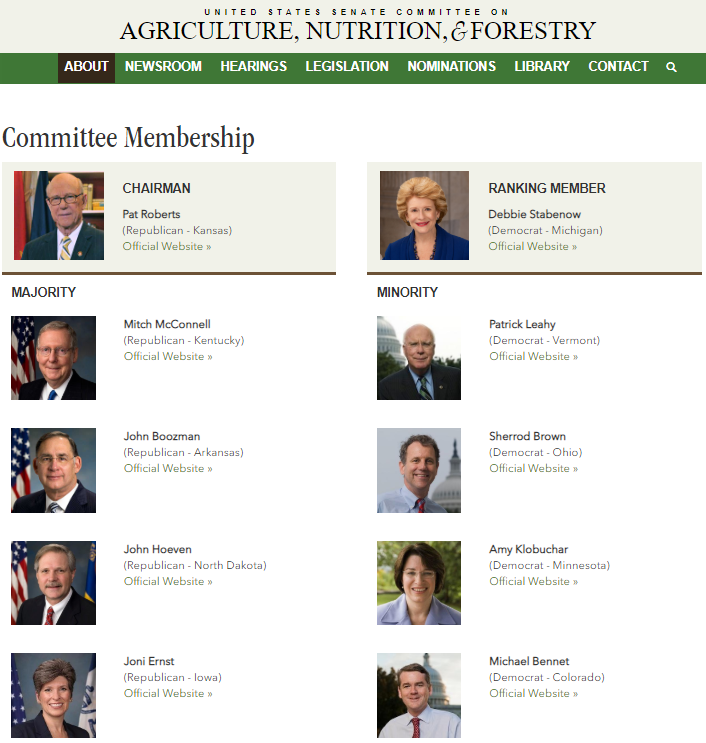 UNITED STATES SENATE COMMITTEE ON
AGRICULTURE, NUTRITION, & FORESTRY
ABOUT NEWSROOM HEARINGS LEGISLATION NOMINATIONS LIBRARY CONTACT
Committee Membership
CHAIRMAN
Pat Roberts
(Republican - Kansas)
Official Website »
RANKING MEMBER
Debbie Stabenow
(Democrat - Michigan)
Official Website »
MAJORITY
Mitch McConnell
(Republican - Kentucky)
Official Website »
John Boozman
(Republican - Arkansas)
Official Website »
John Hoeven
(Republican - North Dakota)
Official Website »
Joni Ernst
(Republican - Iowa)
Official Website »
MINORITY
Patrick Leahy
(Democrat - Vermont)
Official Website »
Sherrod Brown
(Democrat - Ohio)
Official Website »
Amy Klobuchar
(Democrat - Minnesota)
Official Website »
Michael Bennet
(Democrat - Colorado)
Official Website »